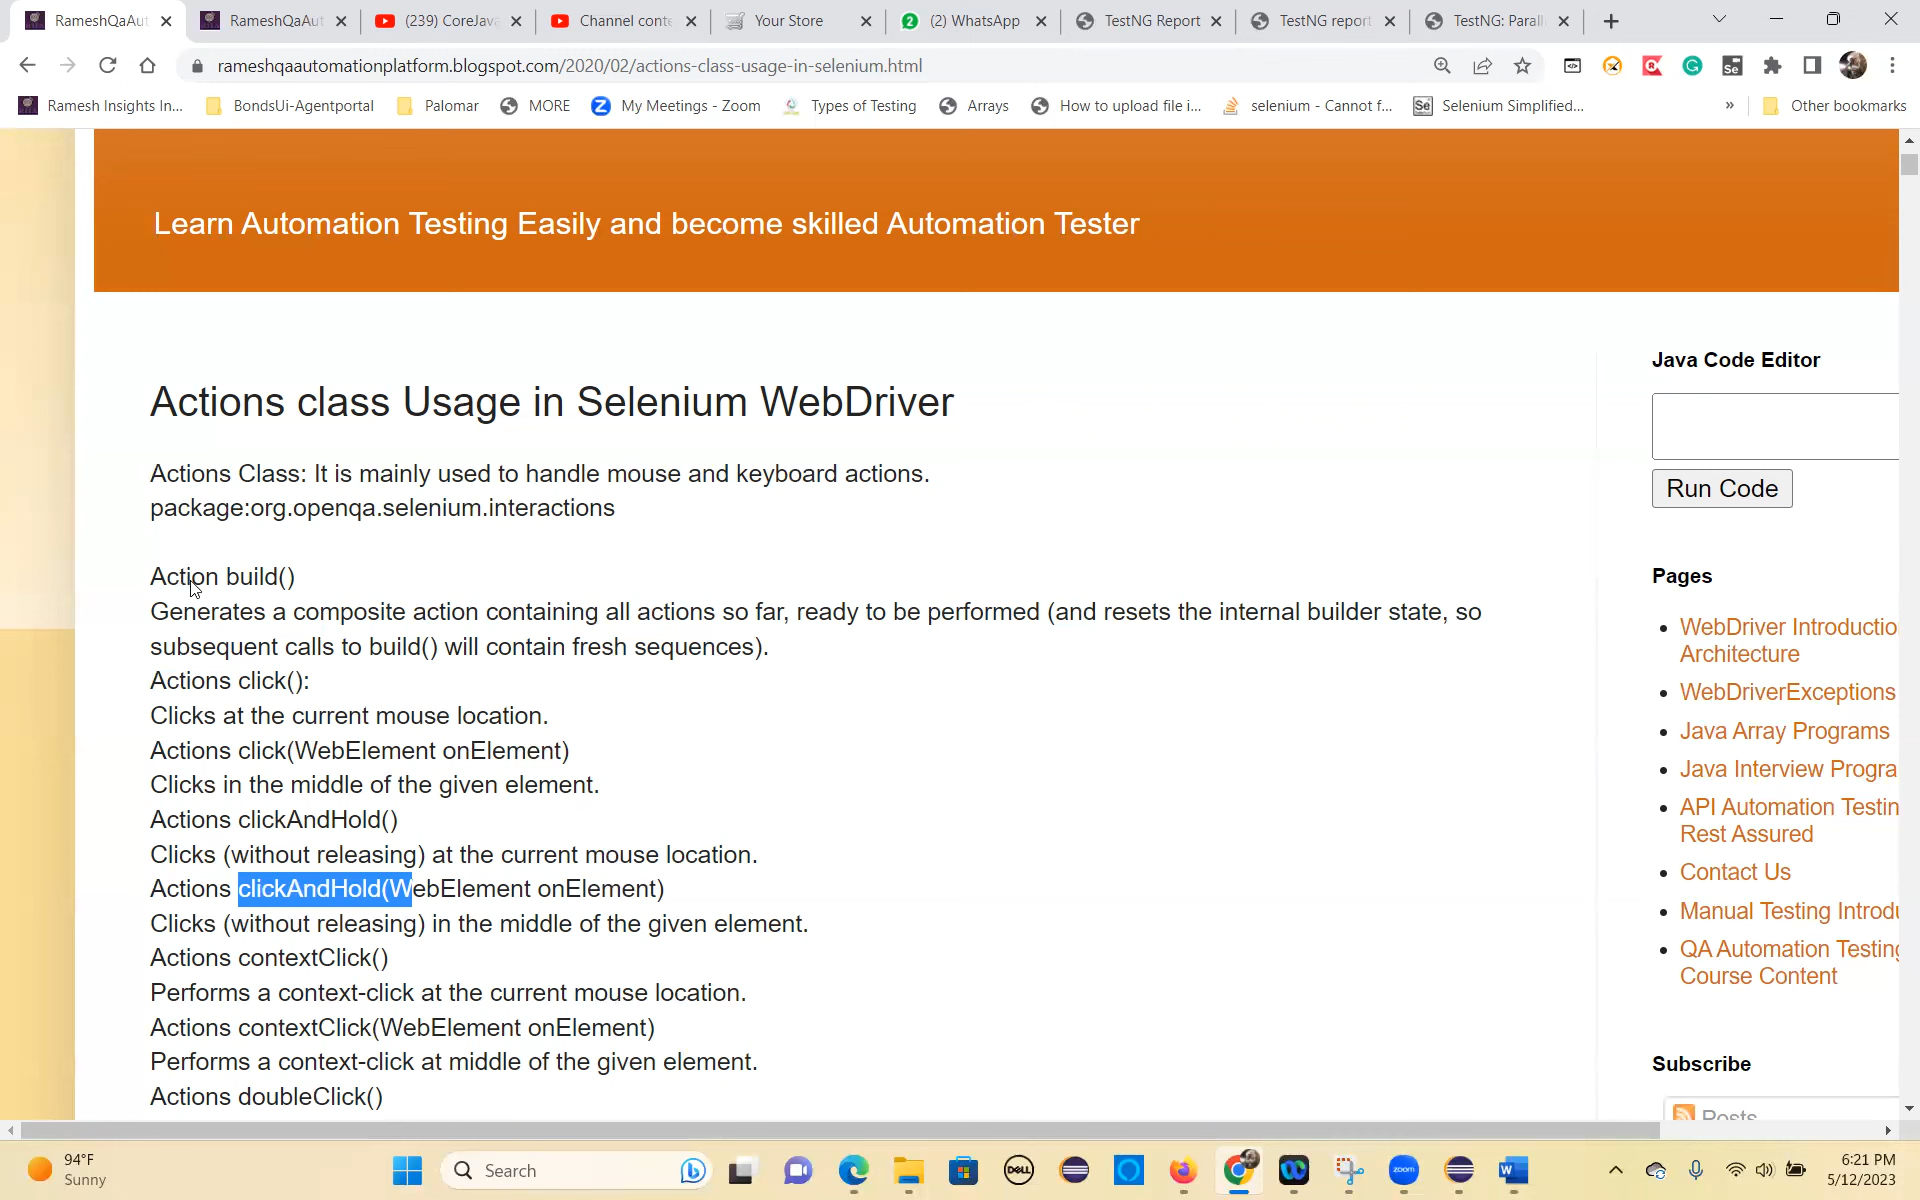 RameshQaAut
RameshQaAut
(239) CoreJava
Channel conte
Your Store
(2) WhatsApp
TestNG Report
TestNG report
TestNG: Parall
rameshqaautomationplatform.blogspot.com/2020/02/actions-class-usage-in-selenium.html
Ramesh Insights In...
BondsUi-Agentportal
Palomar
MORE
My Meetings - Zoom
Types of Testing
Arrays
How to upload file i...
selenium - Cannot f...
Selenium Simplified...
»
Other bookmarks
Learn Automation Testing Easily and become skilled Automation Tester
Actions class Usage in Selenium WebDriver
Actions Class: It is mainly used to handle mouse and keyboard actions.
package:org.openqa.selenium.interactions
Action build()
Generates a composite action containing all actions so far, ready to be performed (and resets the internal builder state, so
subsequent calls to build() will contain fresh sequences).
Actions click():
Clicks at the current mouse location.
Actions click(WebElement onElement)
Clicks in the middle of the given element.
Actions clickAndHold()
Clicks (without releasing) at the current mouse location.
Actions clickAndHold(WebElement onElement)
Clicks (without releasing) in the middle of the given element.
Actions contextClick()
Performs a context-click at the current mouse location.
Actions contextClick(WebElement onElement)
Performs a context-click at middle of the given element.
Actions doubleClick()
Java Code Editor
Run Code
Pages
WebDriver Introductio
Architecture
WebDriverExceptions
Java Array Programs
Java Interview Progra
API Automation Testin
Rest Assured
Contact Us
Manual Testing Introdu
QA Automation Testing
Course Content
Subscribe
Posts
94°F
Sunny
Search
DELL
zoom
6:21 PM
5/12/2023